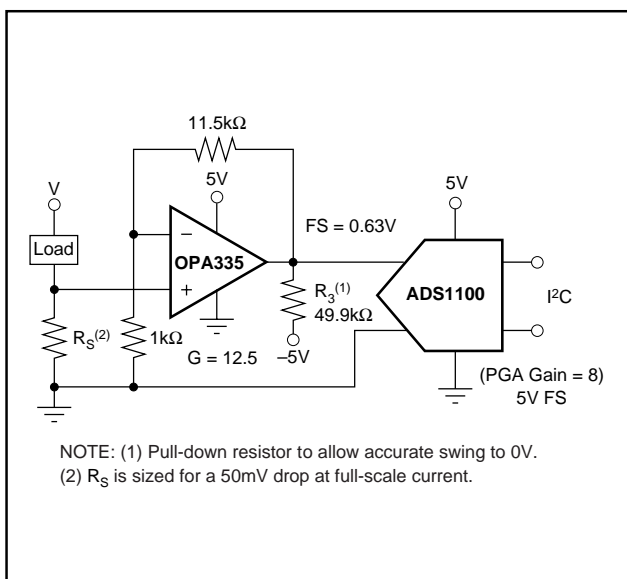 11.5kΩ
V
5V
5V
FS = 0.63V
Load
−
OPA335
+
R3(1)
49.9kΩ
ADS1100
I2C
RS(2)
1kΩ
G = 12.5
–5V
(PGA Gain = 8)
5V FS
NOTE: (1) Pull-down resistor to allow accurate swing to 0V.
(2) RS is sized for a 50mV drop at full-scale current.